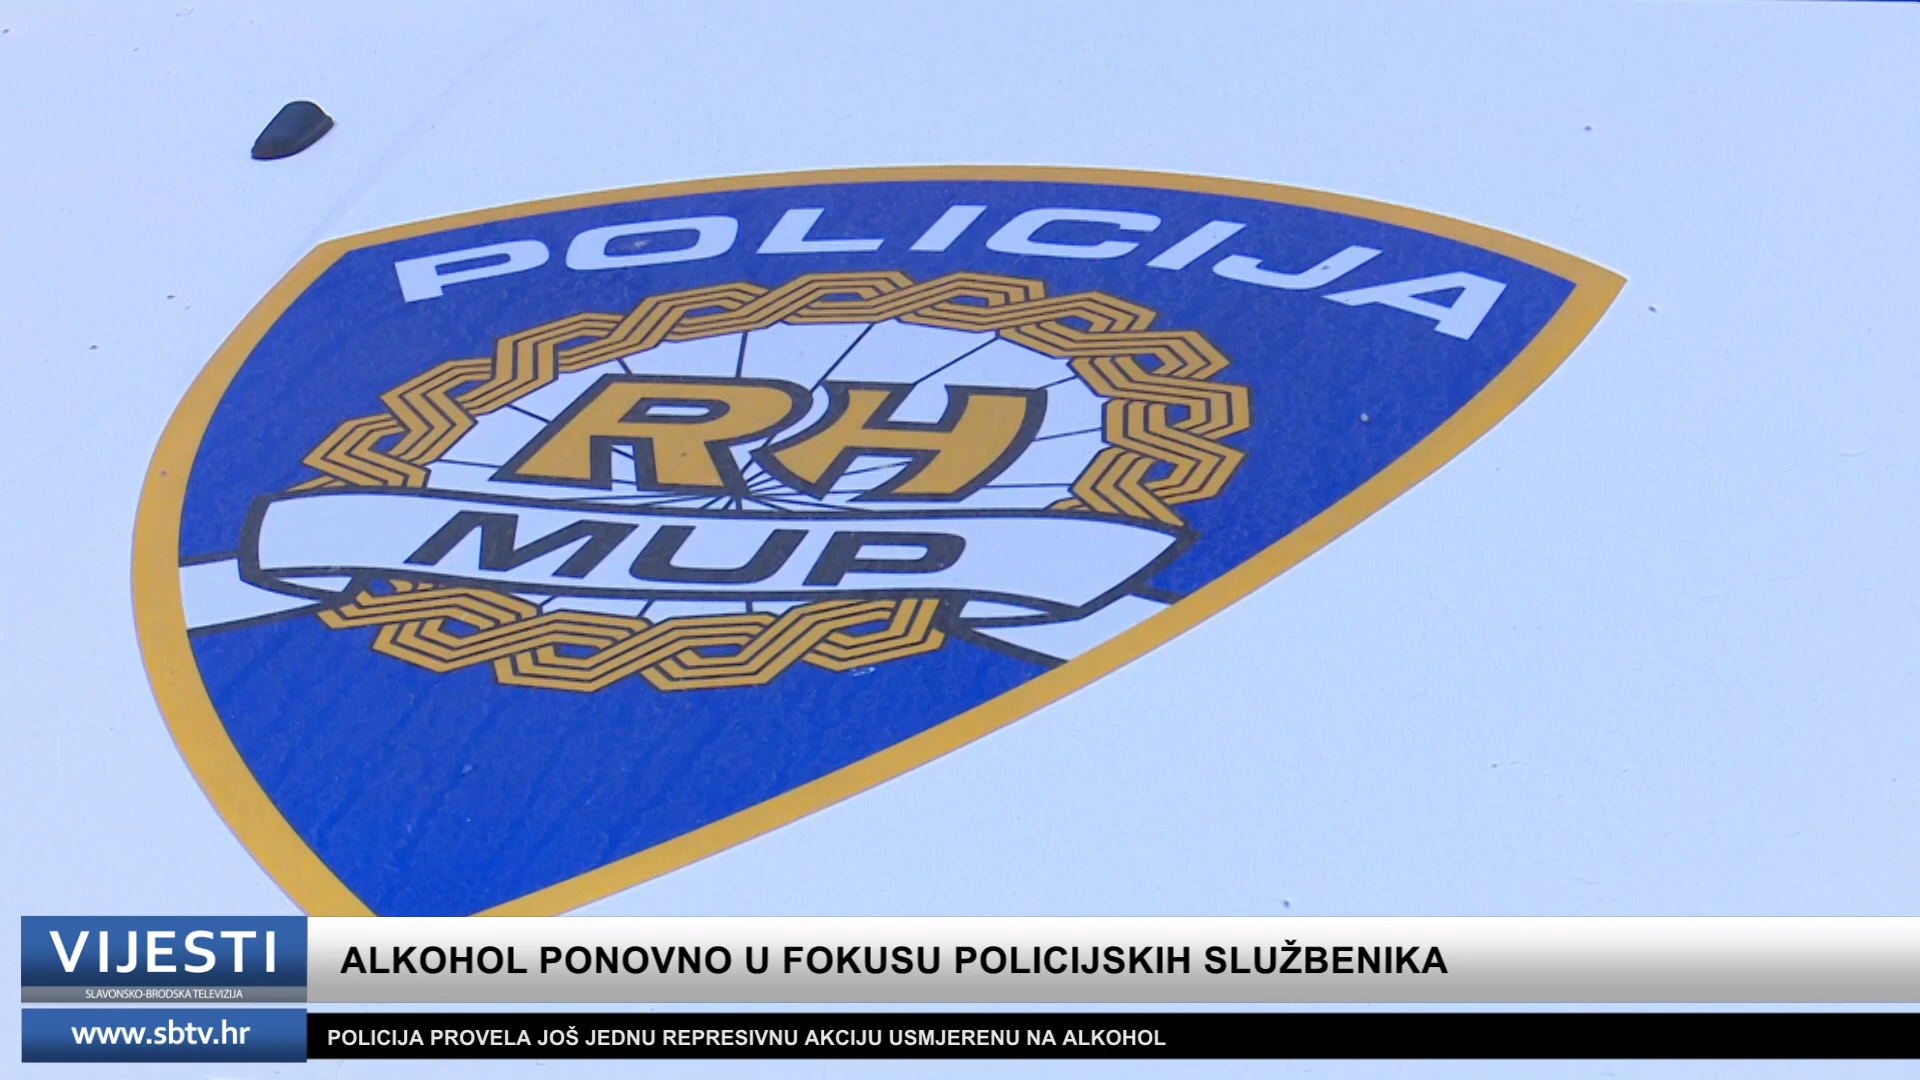 POLICIJA
RH
MUP
VIJESTI
SLAVONSKO-BRODSKA TELEVIZIJA
ALKOHOL PONOVNO U FOKUSU POLICIJSKIH SLUŽBENIKA
www.sbtv.hr
POLICIJA PROVELA JOŠ JEDNU REPRESIVNU AKCIJU USMJERENU NA ALKOHOL